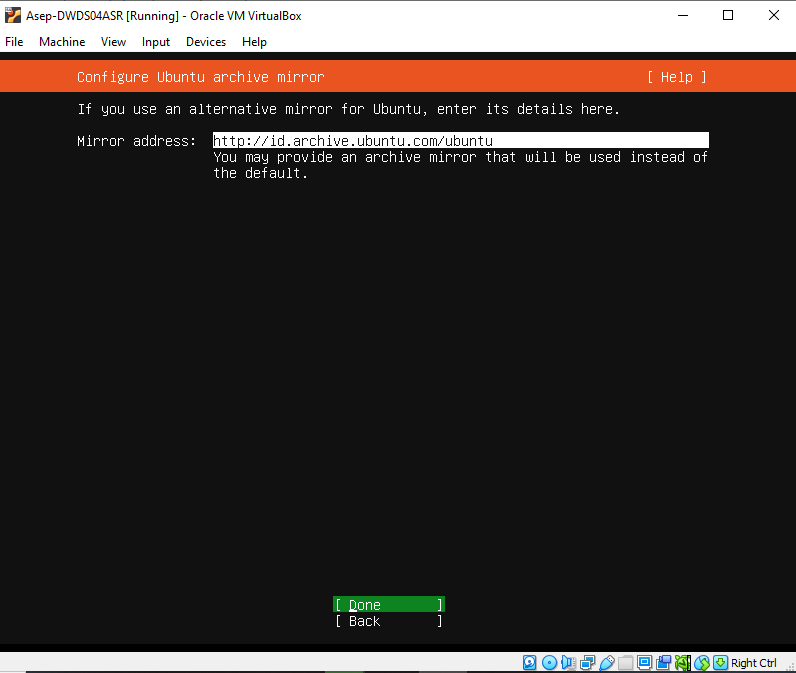 Asep-DWDS04ASR [Running] - Oracle VM VirtualBox
File Machine View Input Devices Help
Configure Ubuntu archive mirror [ Help ]
If you use an alternative mirror for Ubuntu, enter its details here.
Mirror address: http://id.archive.ubuntu.com/ubuntu
You may provide an archive mirror that will be used instead of
the default.
[ Done ]
[ Back ]
Right Ctrl